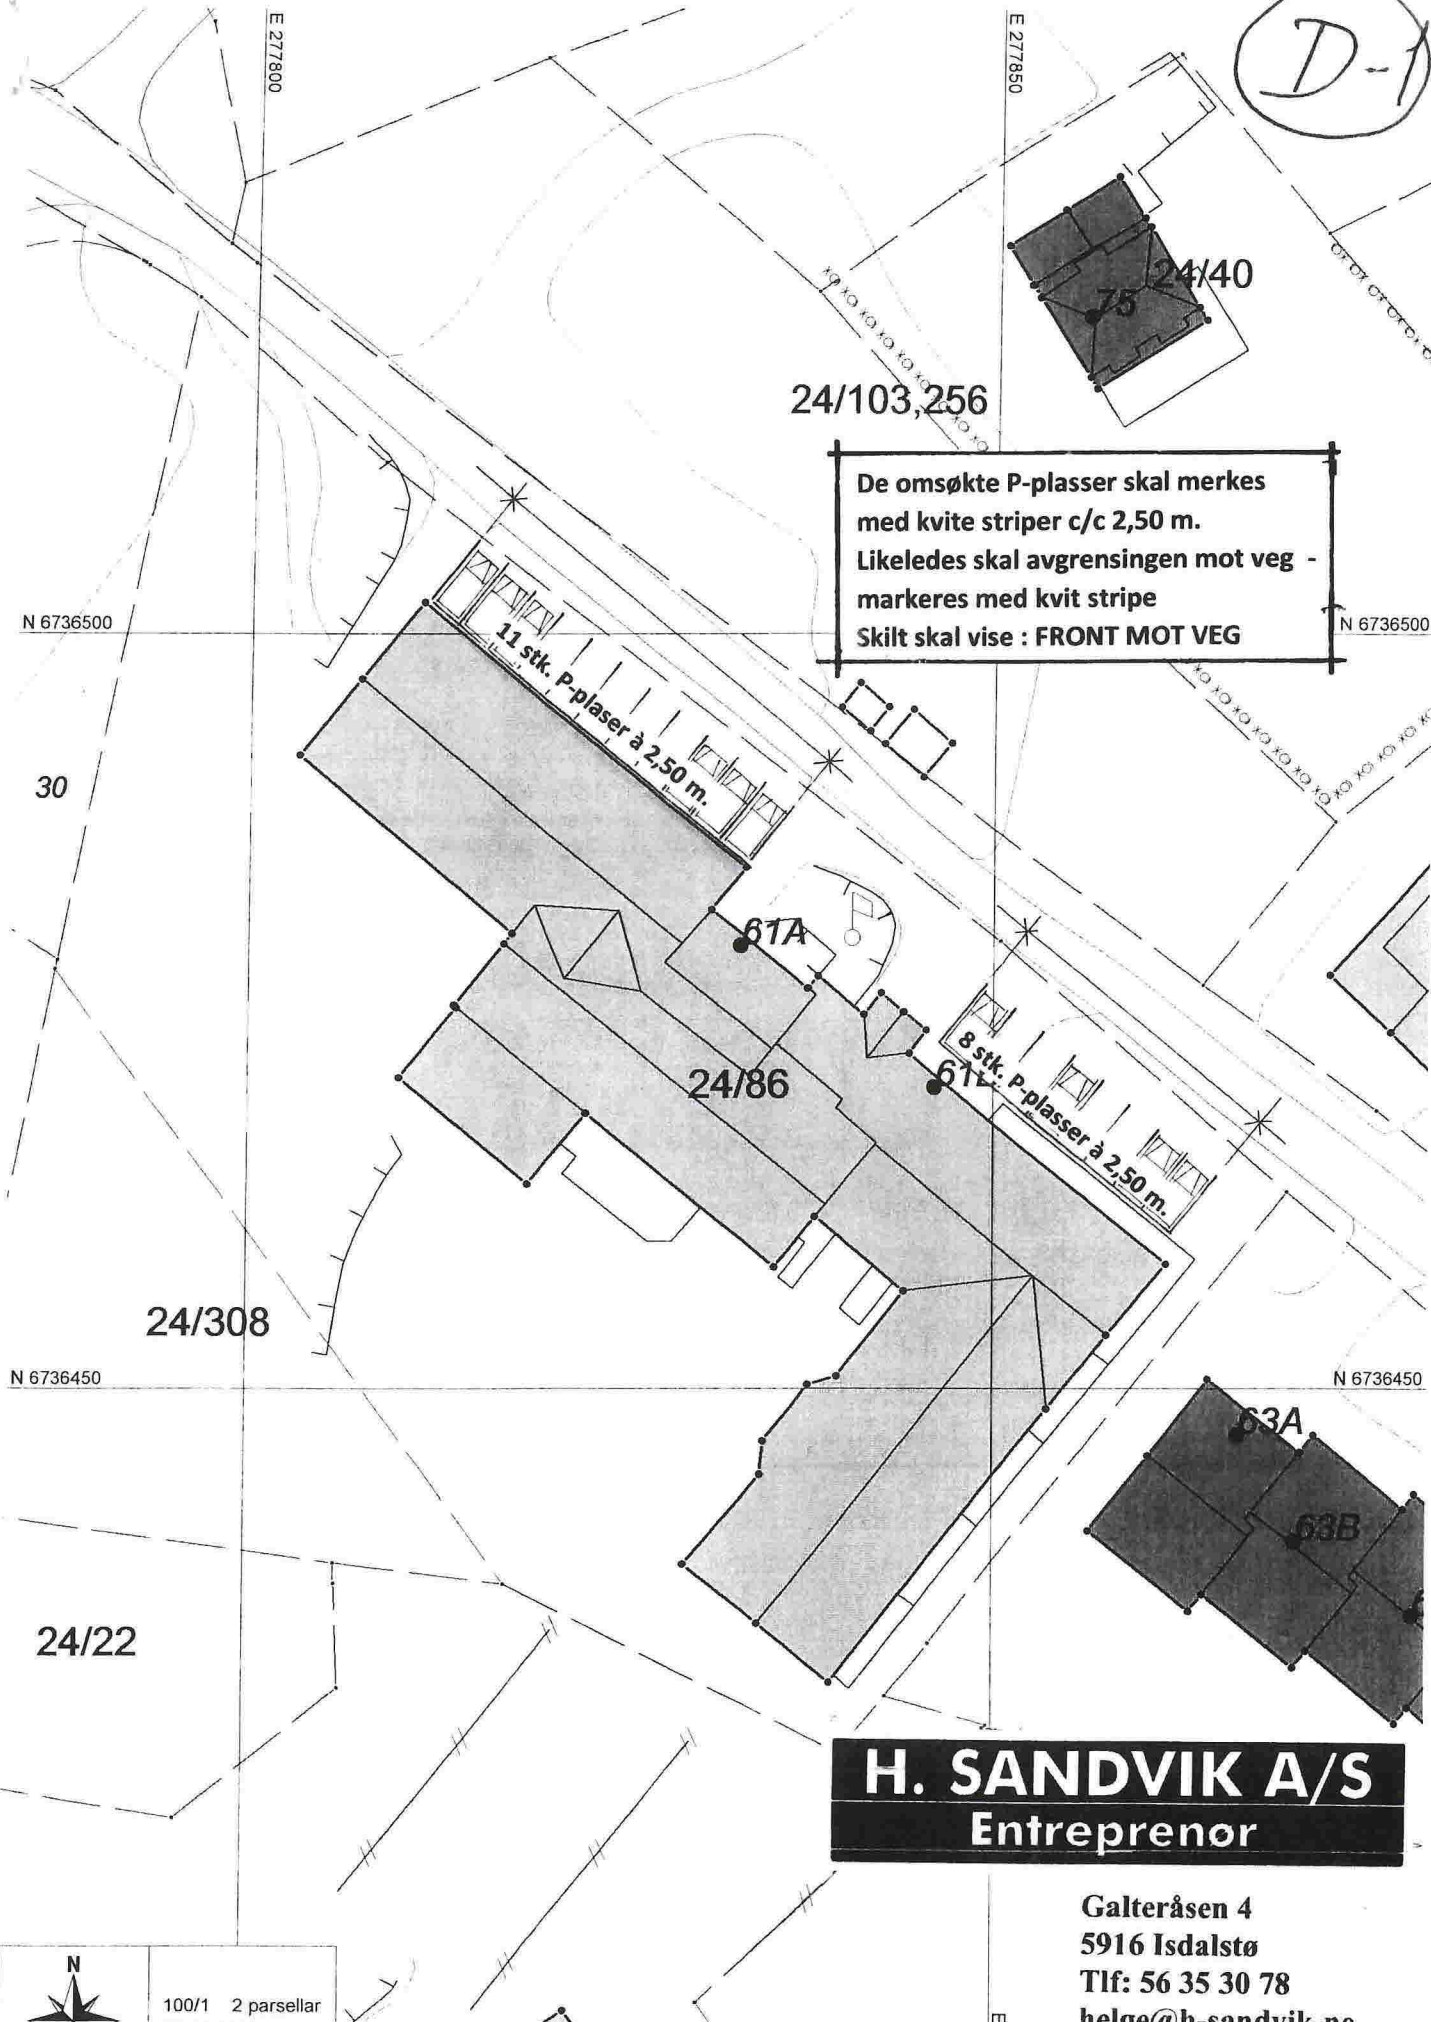 D-1
E 277800
E 277850
24/40
75
24/103,256
De omsøkte P-plasser skal merkes
med kvite striper c/c 2,50 m.
Likeledes skal avgrensingen mot veg -
markeres med kvit stripe
Skilt skal vise : FRONT MOT VEG
N 6736500
N 6736500
11 stk. P-plaser à 2,50 m.
30
61A
8 stk. P-plasser à 2,50 m.
24/86
24/308
N 6736450
N 6736450
63A
63B
24/22
H. SANDVIK A/S
Entreprenør
Galteråsen 4
5916 Isdalstø
Tlf: 56 35 30 78
helge@h-sandvik.no
N
100/1 2 parsellar
E